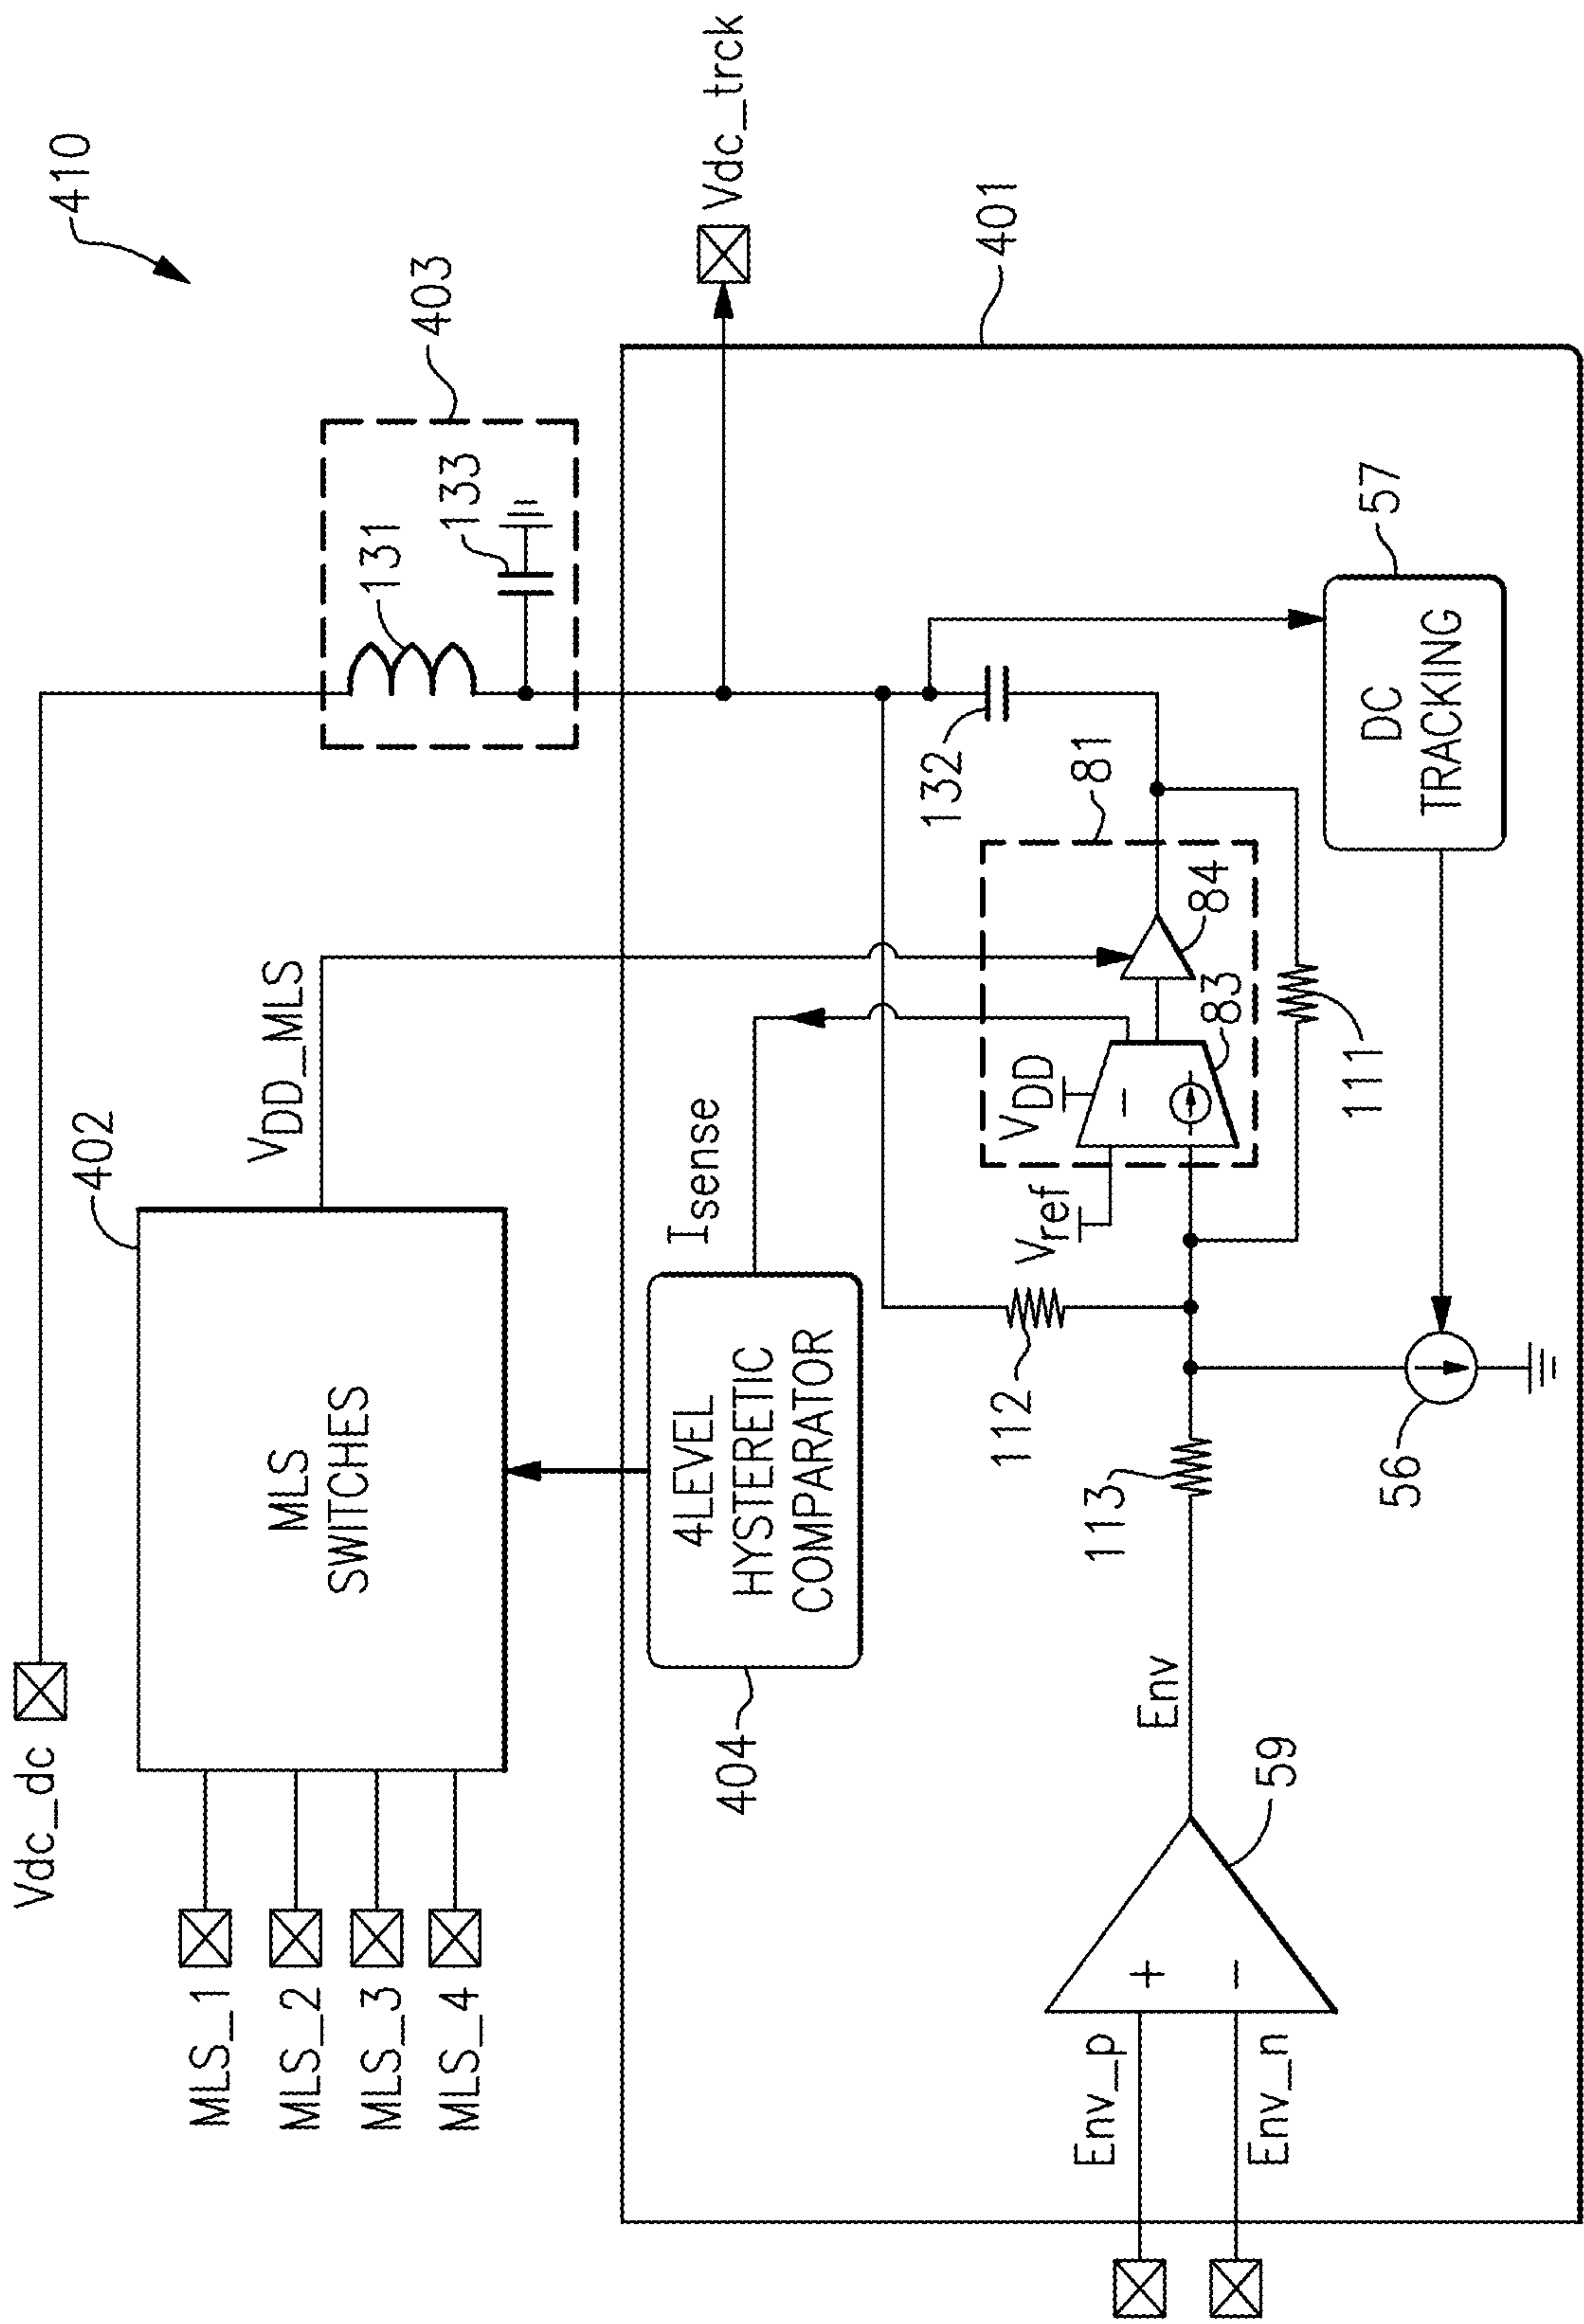 410
Vdc_dc
MLS_1
MLS_2
MLS_3
MLS_4
402
MLS
SWITCHES
VDD_MLS
403
131
133
Vdc_trck
401
404
4LEVEL
HYSTERETIC
COMPARATOR
Isense
132
81
VDD
Vref
84
83
112
111
113
Env
59
+
−
−
Env_p
Env_n
56
57
DC
TRACKING